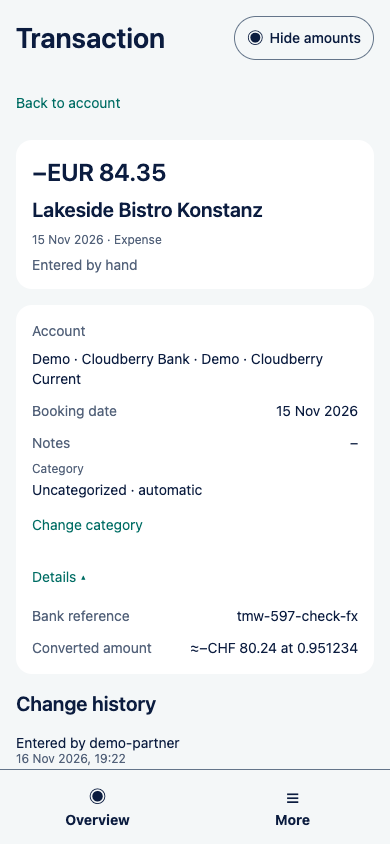 Transaction
Hide amounts
Back to account
−EUR 84.35
Lakeside Bistro Konstanz
15 Nov 2026 · Expense
Entered by hand
Account
Demo · Cloudberry Bank · Demo · Cloudberry
Current
Booking date 15 Nov 2026
Notes –
Category
Uncategorized · automatic
Change category
Details
Bank reference tmw-597-check-fx
Converted amount ≈−CHF 80.24 at 0.951234
Change history
Entered by demo-partner
16 Nov 2026, 19:22
Overview More